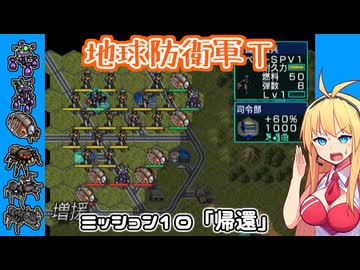 地球防衛軍T
SPV1
耐久力
燃料 50
弾数 8
Lv1
司令部
+60%
1000
増援
ミッション10「帰還」